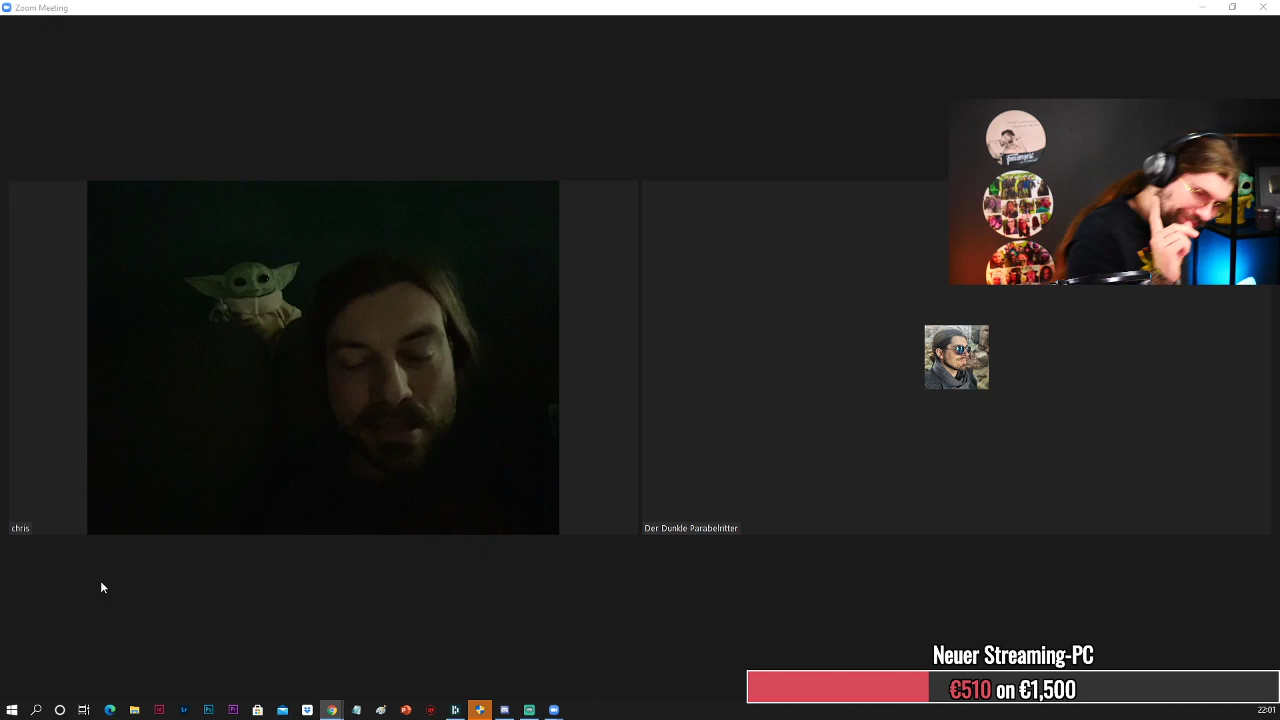 Zoom Meeting
chris
Der Dunkle Parabelritter
Neuer Streaming-PC
€510 on €1,500
22:01